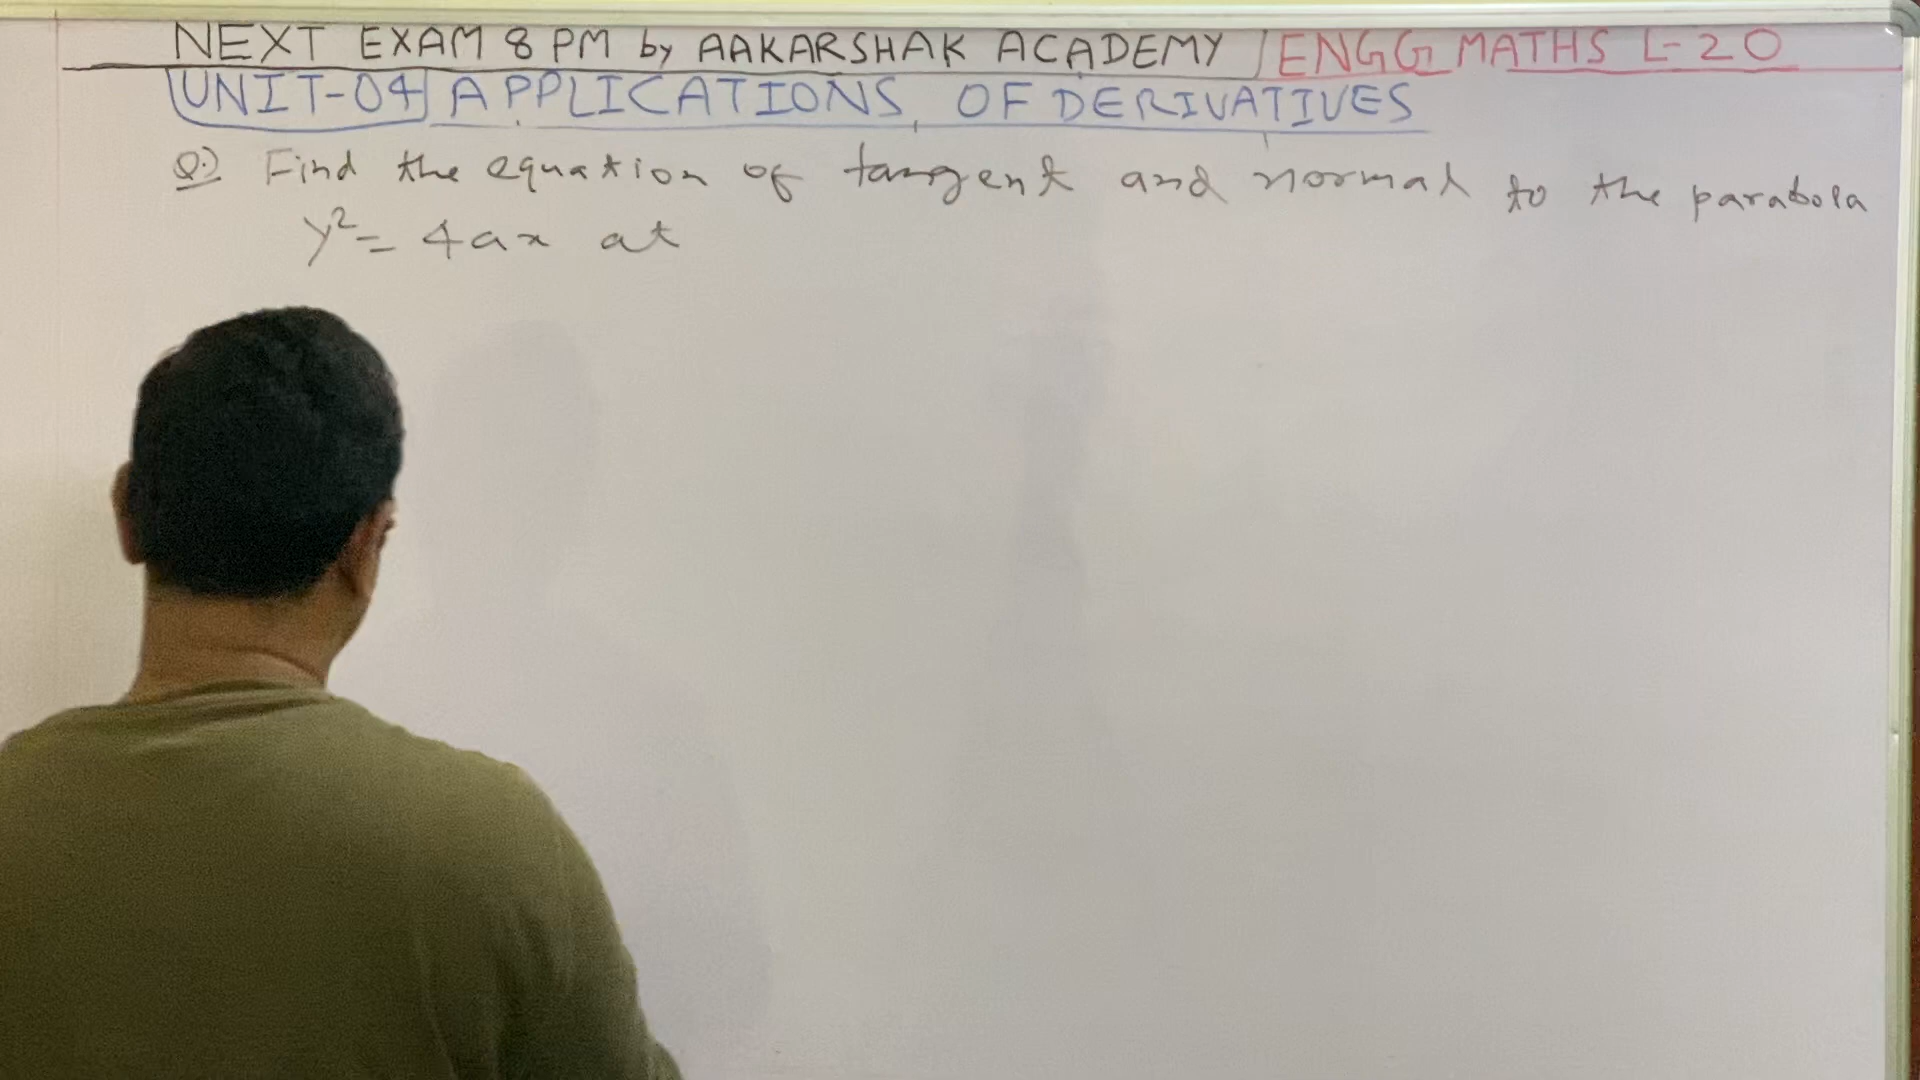 NEXT EXAM 8 PM by AAKARSHAK ACADEMY ENGG MATHS L-20
UNIT-04 APPLICATIONS OF DERIVATIVES
Q.) Find the equation of tangent and normal to the parabola
y²= 4ax at